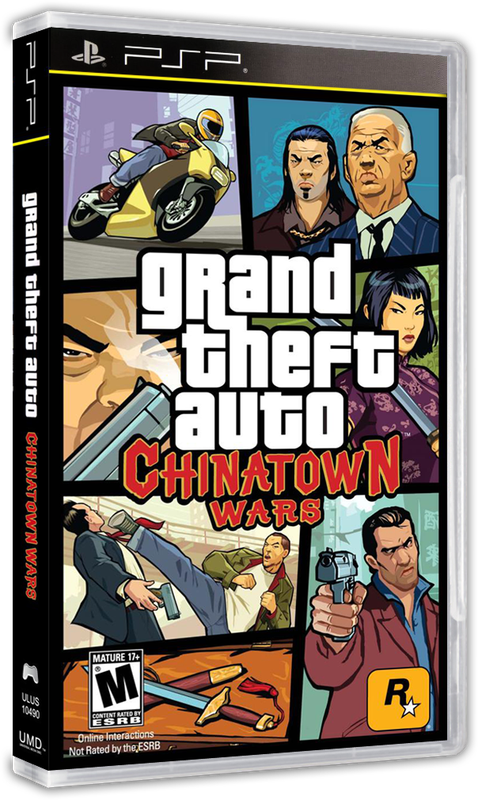 PSP
grand theft auto
CHINATOWN WARS
ULUS
10490
UMD
PSP
grand
theft
auto
CHINATOWN
WARS
MATURE 17+
M
CONTENT RATED BY
ESRB
Online Interactions
Not Rated by the ESRB
R